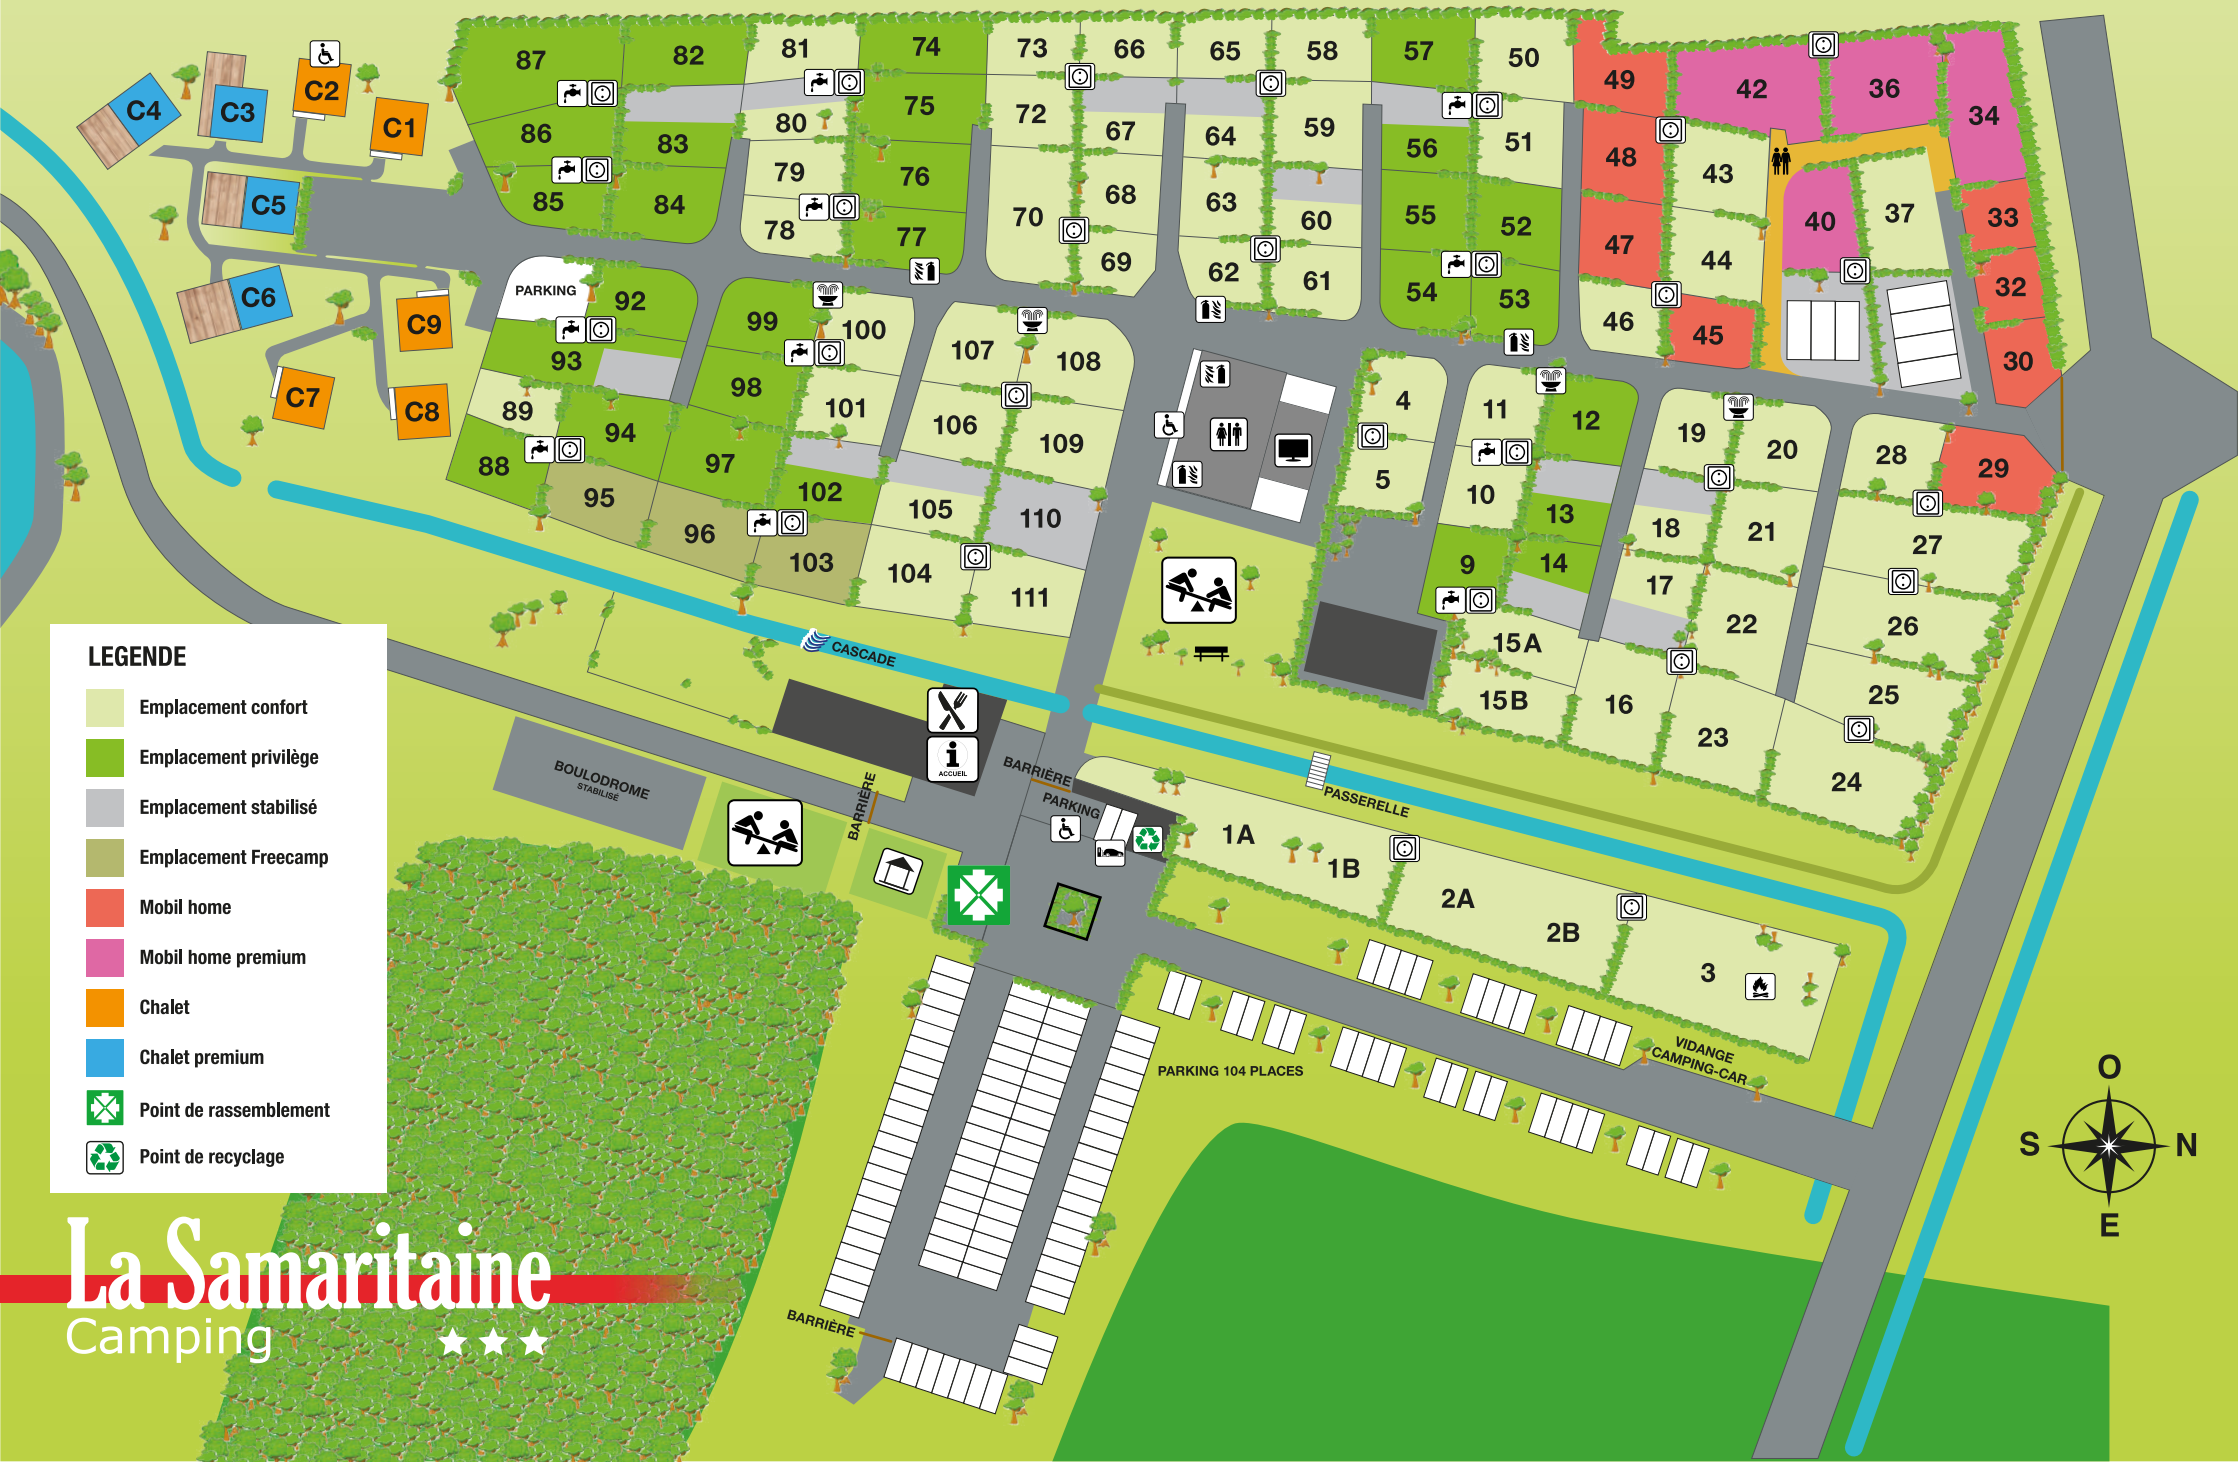 C4
C3
C2
C1
C5
C6
C9
C7
C8
87
82
81
74
73
66
65
58
57
50
49
42
36
34
86
83
80
75
72
67
64
59
56
51
48
43
40
37
33
85
84
79
78
76
77
70
68
69
63
62
60
61
55
54
52
53
47
46
44
45
32
30
PARKING
92
93
89
88
94
95
99
98
97
96
100
101
102
103
107
106
105
104
108
109
110
111
4
5
11
10
9
12
13
14
15A
15B
19
18
17
16
20
21
22
23
28
29
27
26
25
24
CASCADE
ACCUEIL
BOULODROME
STABILISÉ
BARRIÈRE
BARRIÈRE
PARKING
PASSERELLE
1A
1B
2A
2B
3
VIDANGE
CAMPING-CAR
PARKING 104 PLACES
BARRIÈRE
O
S
N
E
LEGENDE
Emplacement confort
Emplacement privilège
Emplacement stabilisé
Emplacement Freecamp
Mobil home
Mobil home premium
Chalet
Chalet premium
Point de rassemblement
Point de recyclage
La Samaritaine
Camping